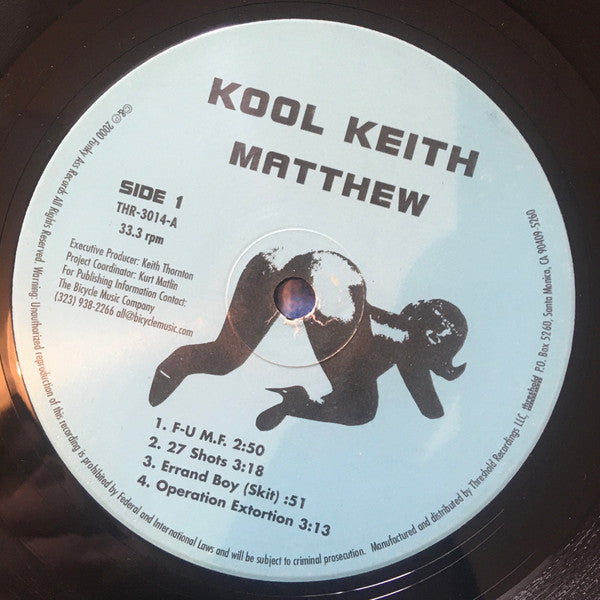 KOOL KEITH
MATTHEW
SIDE 1
THR-3014-A
33.3 rpm
Executive Producer: Keith Thornton
Project Coordinator: Kurt Matlin
For Publishing Information Contact:
The Bicycle Music Company
(323) 938-2266 all@bicyclemusic.com
1. F-U M.F. 2:50
2. 27 Shots 3:18
3. Errand Boy (Skit) :51
4. Operation Extortion 3:13
©&℗ 2000 Funky Ass Records All Rights Reserved. Warning: Unauthorized reproduction of this recording is prohibited by Federal and International Laws and will be subject to criminal prosecution. Manufactured and distributed by Threshold Recordings LLC, threshold P.O. Box 5260, Santa Monica, CA 90409-5260